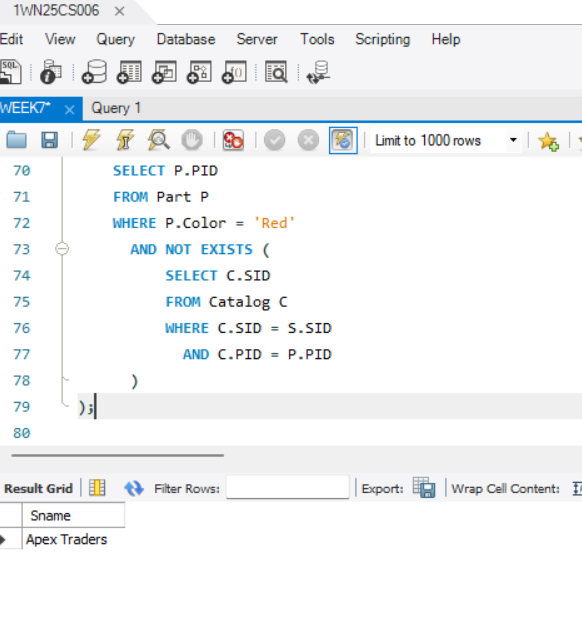 1WN25CS006 ×
Edit View Query Database Server Tools Scripting Help
SQL
WEEK7* × Query 1
Limit to 1000 rows
70 SELECT P.PID
71 FROM Part P
72 WHERE P.Color = 'Red'
73 AND NOT EXISTS (
74 SELECT C.SID
75 FROM Catalog C
76 WHERE C.SID = S.SID
77 AND C.PID = P.PID
78 )
79 );
80
Result Grid Filter Rows: Export: Wrap Cell Content:
Sname
Apex Traders